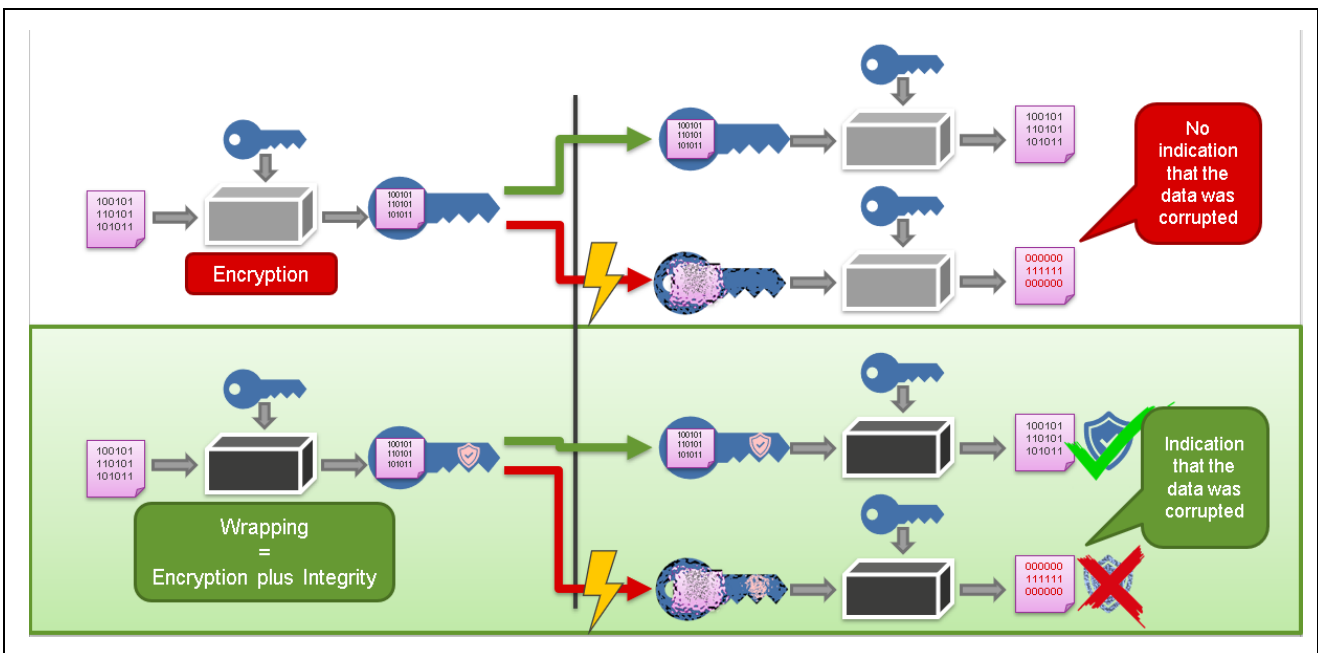 100101
110101
101011
Encryption
100101
110101
101011
100101
110101
101011
100101
110101
101011
No
indication
that the
data was
corrupted
000000
111111
000000
100101
110101
101011
Wrapping
=
Encryption plus Integrity
100101
110101
101011
100101
110101
101011
100101
110101
101011
Indication
that the
data was
corrupted
000000
111111
000000